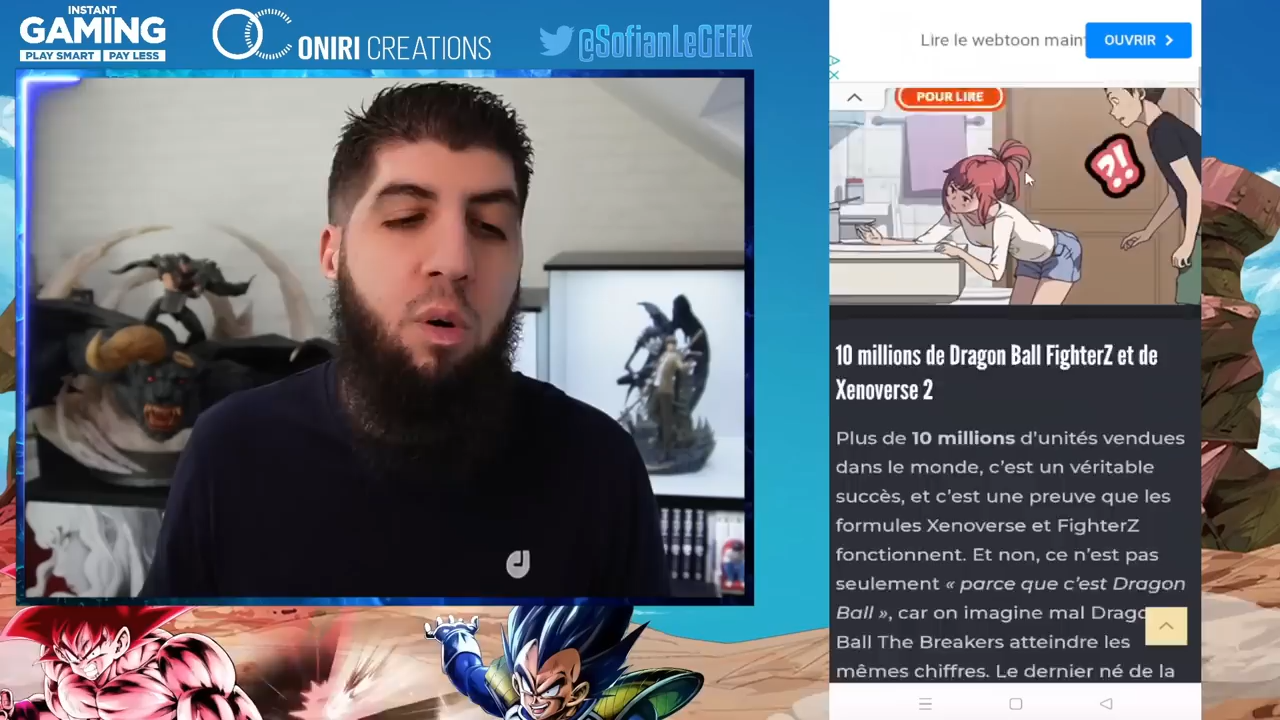 INSTANT
GAMING
PLAY SMART | PAY LESS
ONIRI CREATIONS
@SofianLeGEEK
Lire le webtoon main
OUVRIR
POUR LIRE
?!
10 millions de Dragon Ball FighterZ et de
Xenoverse 2
Plus de 10 millions d’unités vendues
dans le monde, c’est un véritable
succès, et c’est une preuve que les
formules Xenoverse et FighterZ
fonctionnent. Et non, ce n’est pas
seulement « parce que c’est Dragon
Ball », car on imagine mal Drago
Ball The Breakers atteindre les
mêmes chiffres. Le dernier né de la